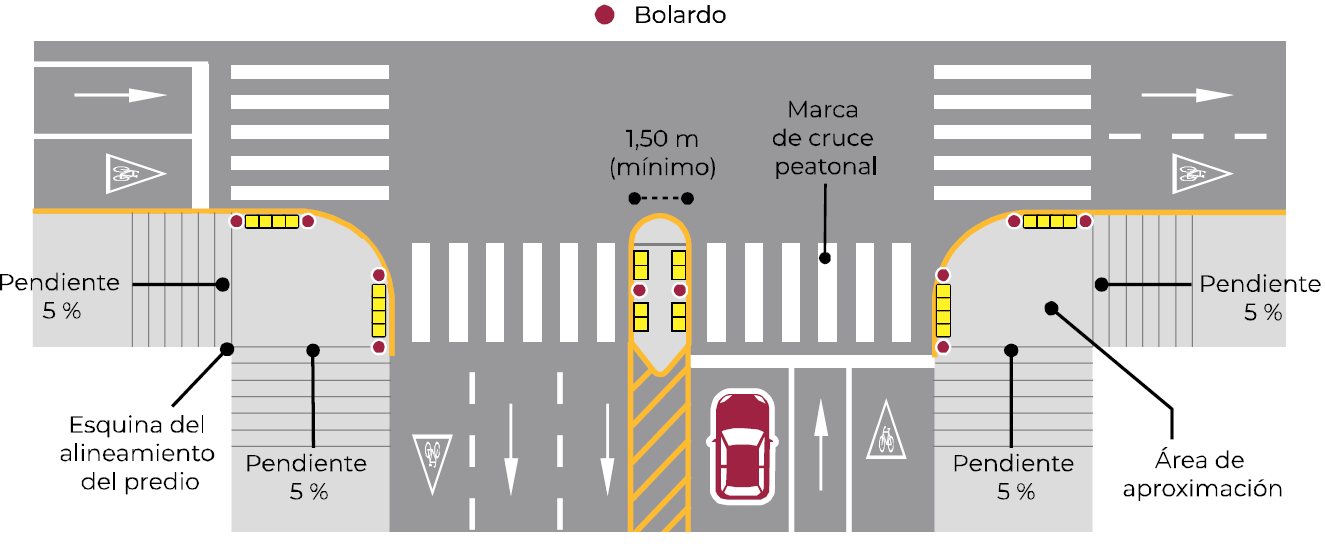 Bolardo
1,50 m
(mínimo)
Marca
de cruce
peatonal
Pendiente
5 %
Pendiente
5 %
Esquina del
alineamiento
del predio
Pendiente
5 %
Pendiente
5 %
Área de
aproximación